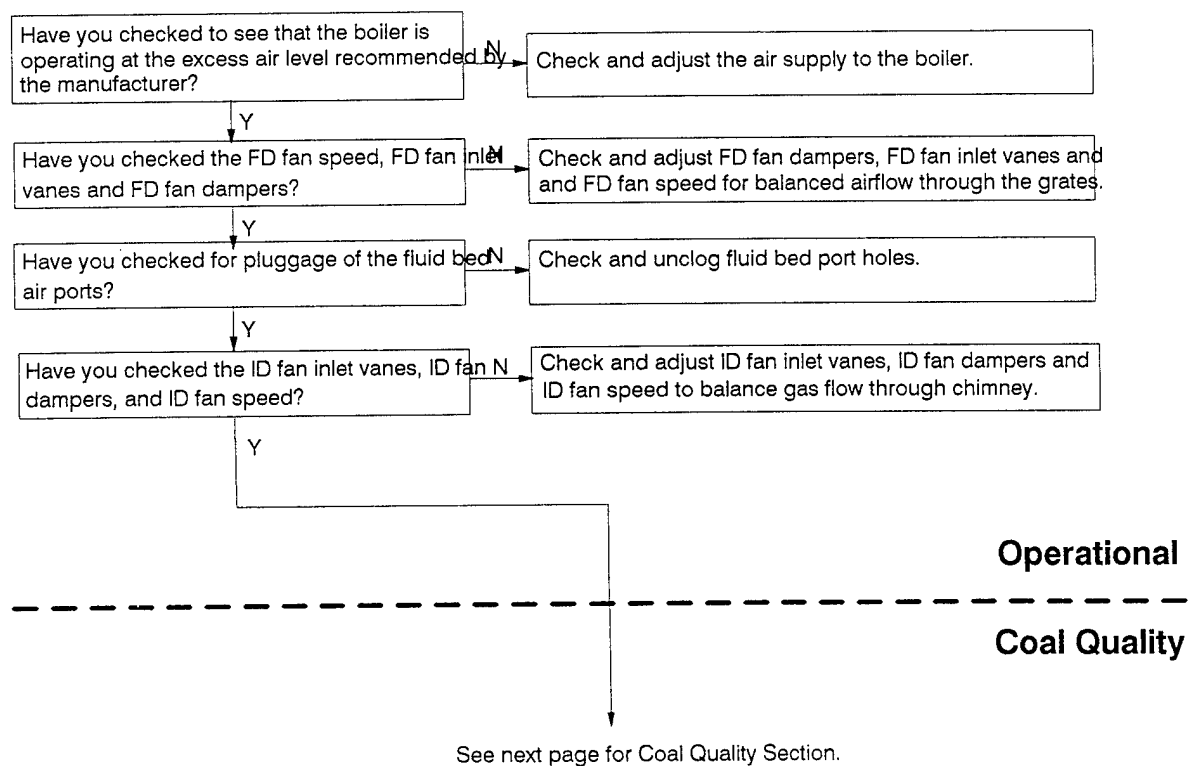 Have you checked to see that the boiler is
operating at the excess air level recommended by
the manufacturer?
N
Check and adjust the air supply to the boiler.
Y
Have you checked the FD fan speed, FD fan inlet
vanes and FD fan dampers?
N
Check and adjust FD fan dampers, FD fan inlet vanes and
and FD fan speed for balanced airflow through the grates.
Y
Have you checked for pluggage of the fluid bed
air ports?
N
Check and unclog fluid bed port holes.
Y
Have you checked the ID fan inlet vanes, ID fan
dampers, and ID fan speed?
N
Check and adjust ID fan inlet vanes, ID fan dampers and
ID fan speed to balance gas flow through chimney.
Y
Operational
Coal Quality
See next page for Coal Quality Section.